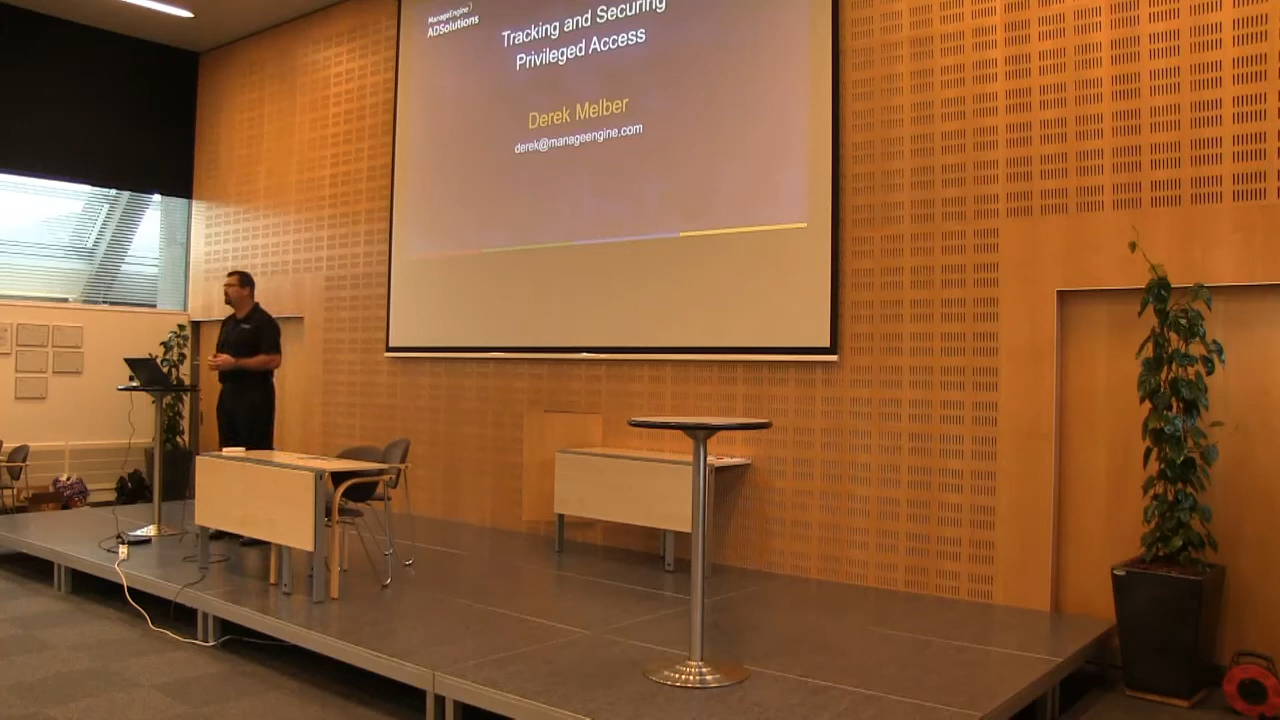 ManageEngine
ADSolutions
Tracking and Securing
Privileged Access
Derek Melber
derek@manageengine.com